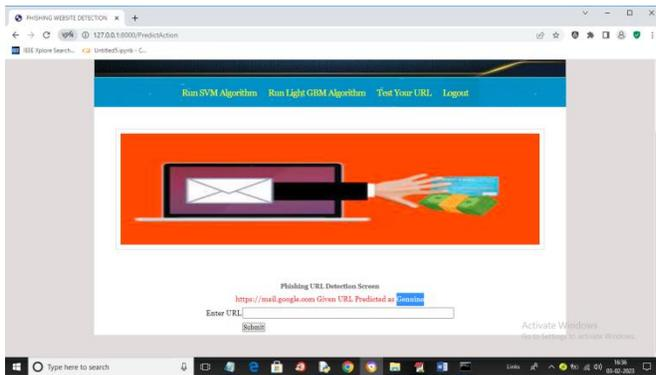 PHISHING WEBSITE DETECTION
VPN 127.0.0.1:8000/PredictAction
IEEE Xplore Search... Untitled5.ipynb - C...
Run SVM Algorithm Run Light GBM Algorithm Test Your URL Logout
Phishing URL Detection Screen
https://mail.google.com Given URL Predicted as Genuine
Enter URL
Submit
Activate Windows
Go to Settings to activate Windows.
Type here to search
Links
16:36
03-02-2023